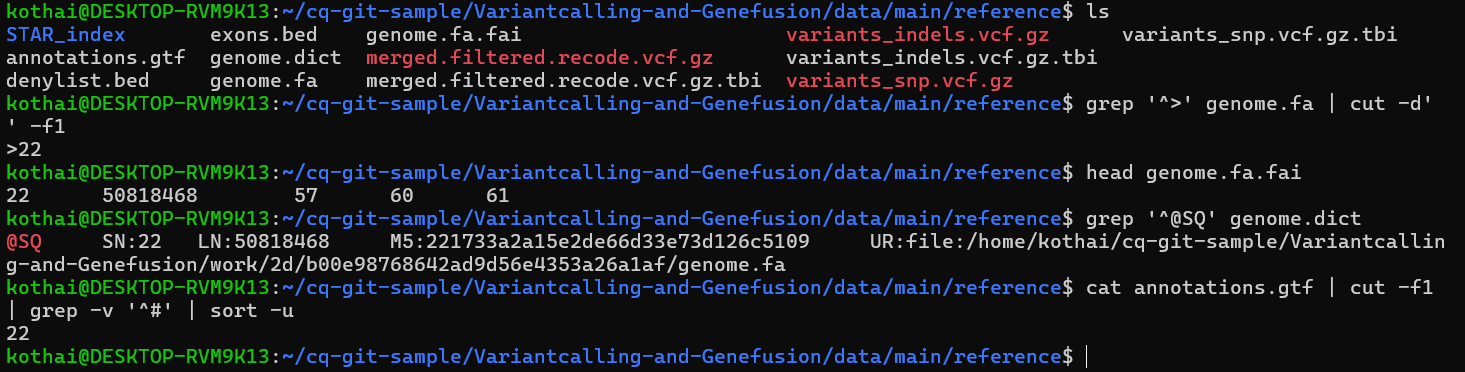 kothai@DESKTOP-RVM9K13:~/cq-git-sample/Variantcalling-and-Genefusion/data/main/reference$ ls
STAR_index exons.bed genome.fa.fai variants_indels.vcf.gz variants_snp.vcf.gz.tbi
annotations.gtf genome.dict merged.filtered.recode.vcf.gz variants_indels.vcf.gz.tbi
denylist.bed genome.fa merged.filtered.recode.vcf.gz.tbi variants_snp.vcf.gz
kothai@DESKTOP-RVM9K13:~/cq-git-sample/Variantcalling-and-Genefusion/data/main/reference$ grep '^>' genome.fa | cut -d'
' -f1
>22
kothai@DESKTOP-RVM9K13:~/cq-git-sample/Variantcalling-and-Genefusion/data/main/reference$ head genome.fa.fai
22 50818468 57 60 61
kothai@DESKTOP-RVM9K13:~/cq-git-sample/Variantcalling-and-Genefusion/data/main/reference$ grep '^@SQ' genome.dict
@SQ SN:22 LN:50818468 M5:221733a2a15e2de66d33e73d126c5109 UR:file:/home/kothai/cq-git-sample/Variantcallin
g-and-Genefusion/work/2d/b00e98768642ad9d56e4353a26a1af/genome.fa
kothai@DESKTOP-RVM9K13:~/cq-git-sample/Variantcalling-and-Genefusion/data/main/reference$ cat annotations.gtf | cut -f1
| grep -v '^#' | sort -u
22
kothai@DESKTOP-RVM9K13:~/cq-git-sample/Variantcalling-and-Genefusion/data/main/reference$